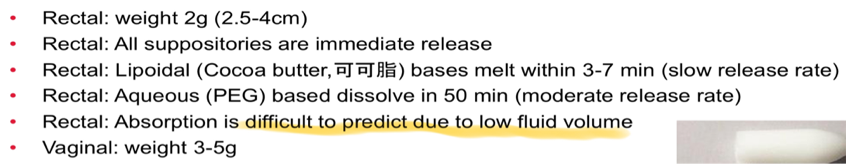 • Rectal: weight 2g (2.5-4cm)
• Rectal: All suppositories are immediate release
• Rectal: Lipoidal (Cocoa butter,可可脂) bases melt within 3-7 min (slow release rate)
• Rectal: Aqueous (PEG) based dissolve in 50 min (moderate release rate)
• Rectal: Absorption is difficult to predict due to low fluid volume
• Vaginal: weight 3-5g